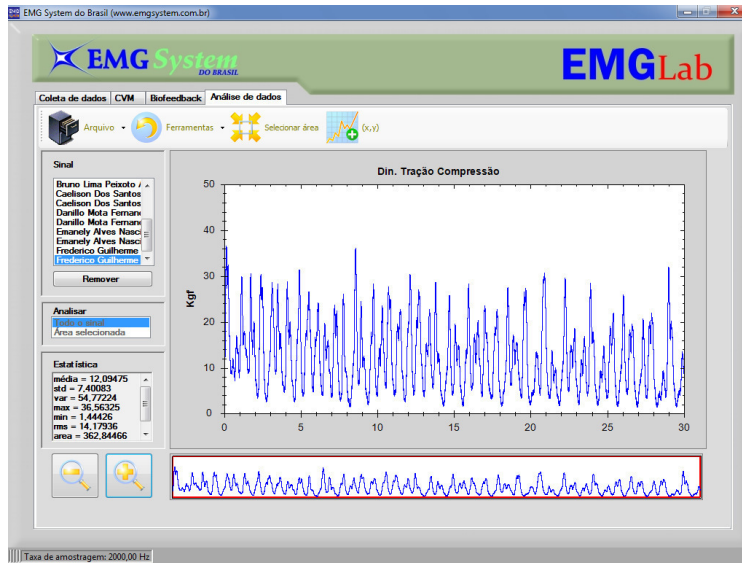 EMG System do Brasil (www.emgsystem.com.br)
EMG System
DO BRASIL
EMGLab
Coleta de dados CVM Biofeedback Análise de dados
Arquivo Ferramentas Selecionar área (x,y)
Sinal
Bruno Lima Peixoto
Caelison Dos Santos
Caelison Dos Santos
Danillo Mota Fernan
Danillo Mota Fernan
Emanely Alves Nasci
Emanely Alves Nasci
Frederico Guilherme
Frederico Guilherme
Remover
Analisar
Todo o sinal
Área selecionada
Estatística
média = 12,09475
std = 7,40083
var = 54,77224
max = 36,56325
min = 1,44426
rms = 14,17936
area = 362,84466
Din. Tração Compressão
Kgf
50
40
30
20
10
0
0 5 10 15 20 25 30
Taxa de amostragem: 2000,00 Hz